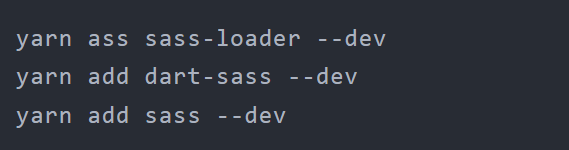 yarn ass sass-loader --dev
yarn add dart-sass --dev
yarn add sass --dev